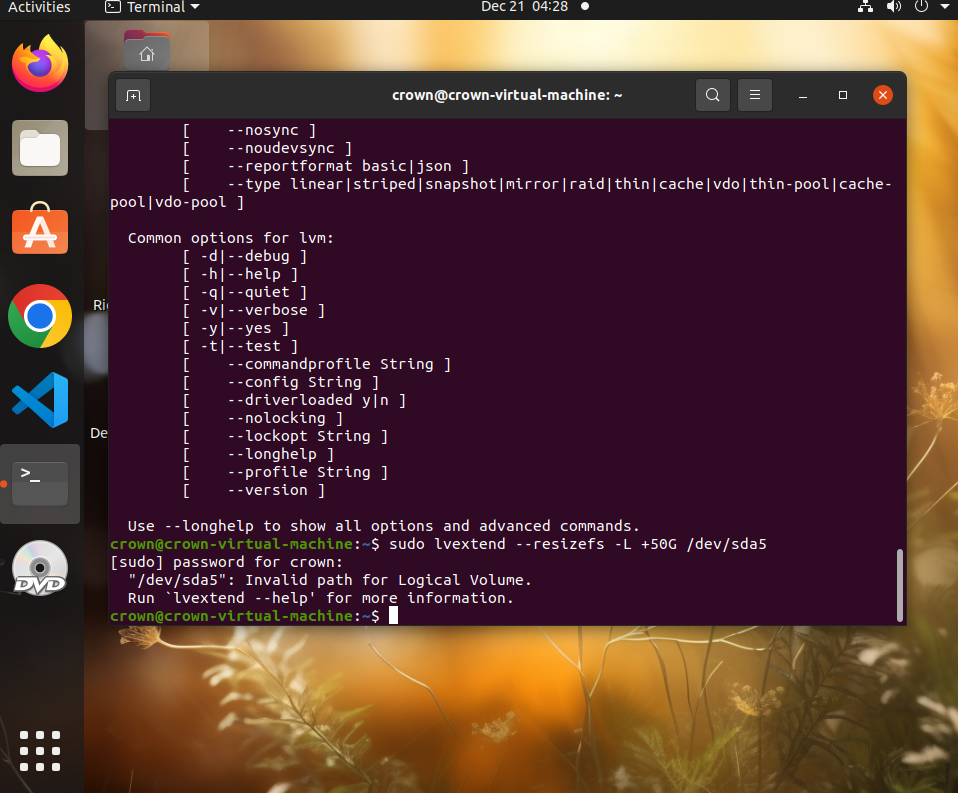 Activities
Terminal
Dec 21 04:28
crown@crown-virtual-machine: ~
[ --nosync ]
[ --noudevsync ]
[ --reportformat basic|json ]
[ --type linear|striped|snapshot|mirror|raid|thin|cache|vdo|thin-pool|cache-
pool|vdo-pool ]
Common options for lvm:
[ -d|--debug ]
[ -h|--help ]
[ -q|--quiet ]
[ -v|--verbose ]
[ -y|--yes ]
[ -t|--test ]
[ --commandprofile String ]
[ --config String ]
[ --driverloaded y|n ]
[ --nolocking ]
[ --lockopt String ]
[ --longhelp ]
[ --profile String ]
[ --version ]
Use --longhelp to show all options and advanced commands.
crown@crown-virtual-machine:~$ sudo lvextend --resizefs -L +50G /dev/sda5
[sudo] password for crown:
"/dev/sda5": Invalid path for Logical Volume.
Run `lvextend --help' for more information.
crown@crown-virtual-machine:~$
>_
DVD